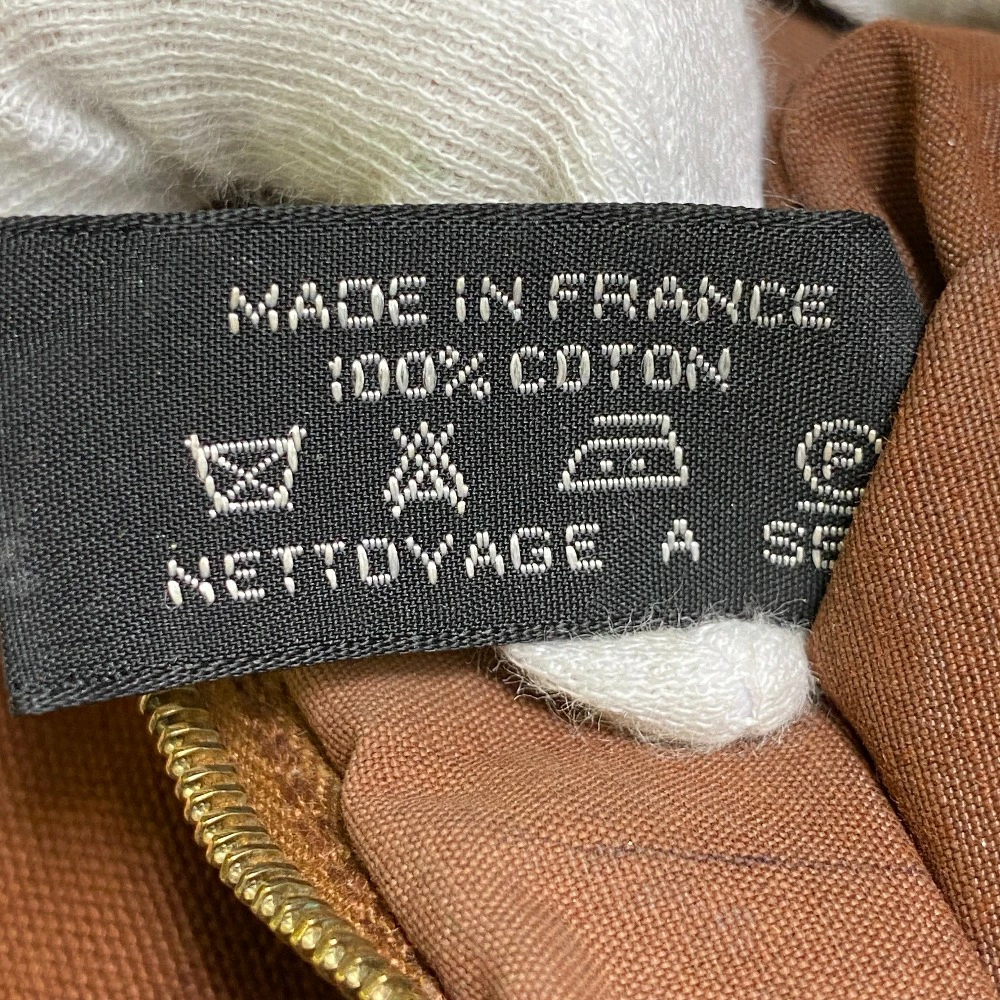 MADE IN FRANCE
100% COTON
P
NETTOYAGE A